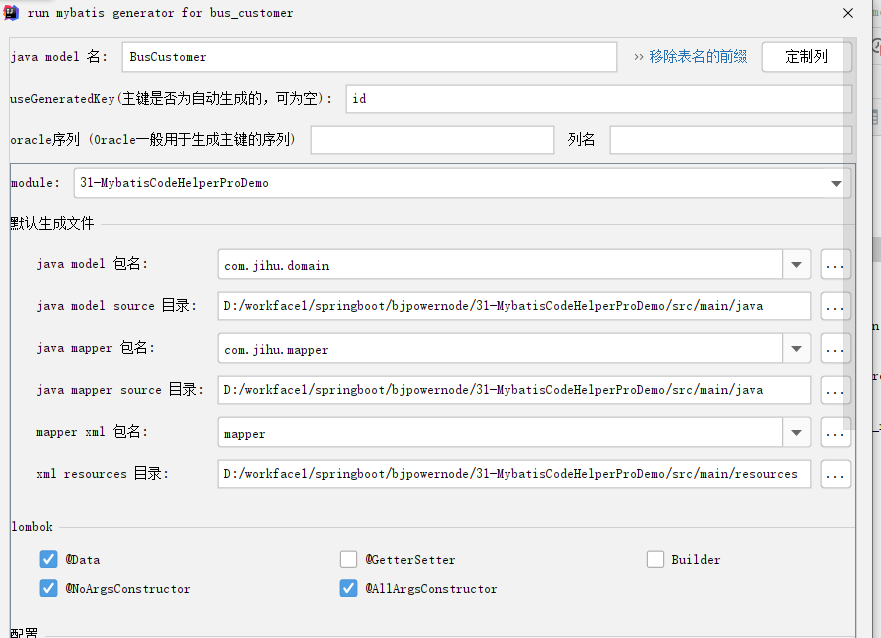 run mybatis generator for bus_customer
java model 名: BusCustomer >> 移除表名的前缀 定制列
useGeneratedKey(主键是否为自动生成的, 可为空): id
oracle序列 (Oracle一般用于生成主键的序列) 列名
module: 31-MybatisCodeHelperProDemo
默认生成文件
java model 包名: com.jihu.domain ...
java model source 目录: D:/workface1/springboot/bjpowernode/31-MybatisCodeHelperProDemo/src/main/java ...
java mapper 包名: com.jihu.mapper ...
java mapper source 目录: D:/workface1/springboot/bjpowernode/31-MybatisCodeHelperProDemo/src/main/java ...
mapper xml 包名: mapper ...
xml resources 目录: D:/workface1/springboot/bjpowernode/31-MybatisCodeHelperProDemo/src/main/resources ...
lombok
@Data @GetterSetter Builder
@NoArgsConstructor @AllArgsConstructor
配置